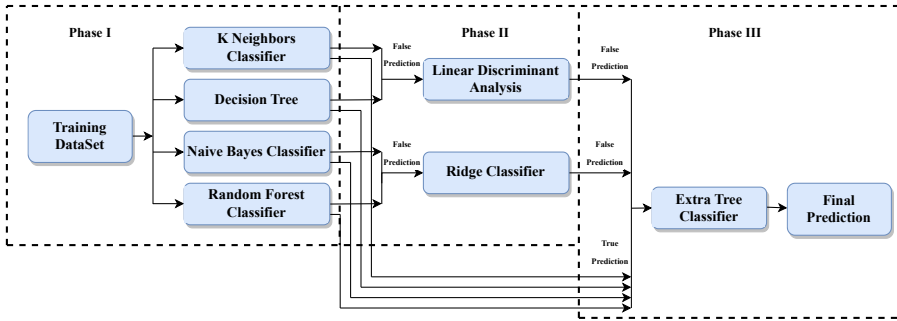 Phase I
Phase II
Phase III
K Neighbors
Classifier
Decision Tree
Training
DataSet
Naive Bayes Classifier
Random Forest
Classifier
False
Prediction
Linear Discriminant
Analysis
False
Prediction
Ridge Classifier
False
Prediction
False
Prediction
True
Prediction
Extra Tree
Classifier
Final
Prediction